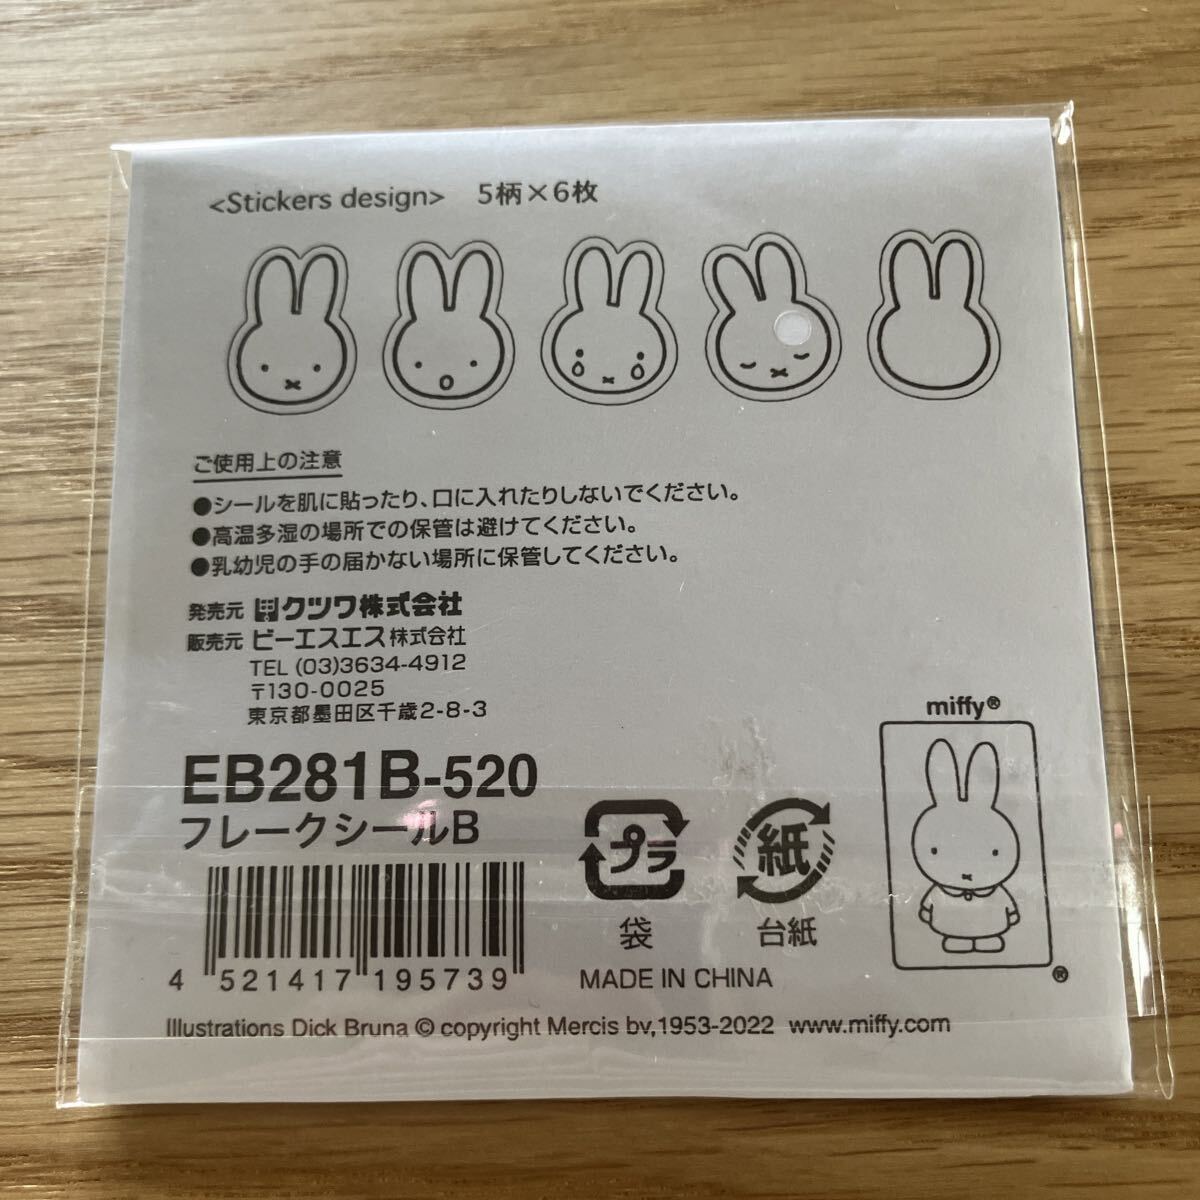 <Stickers design> 5柄×6枚
ご使用上の注意
●シールを肌に貼ったり、口に入れたりしないでください。
●高温多湿の場所での保管は避けてください。
●乳幼児の手の届かない場所に保管してください。
発売元 クツワ株式会社
販売元 ビーエスエス株式会社
TEL (03)3634-4912
〒130-0025
東京都墨田区千歳2-8-3
miffy®
EB281B-520
フレークシールB
プラ
紙
袋
台紙
4 521417 195739
MADE IN CHINA
®
Illustrations Dick Bruna © copyright Mercis bv,1953-2022 www.miffy.com